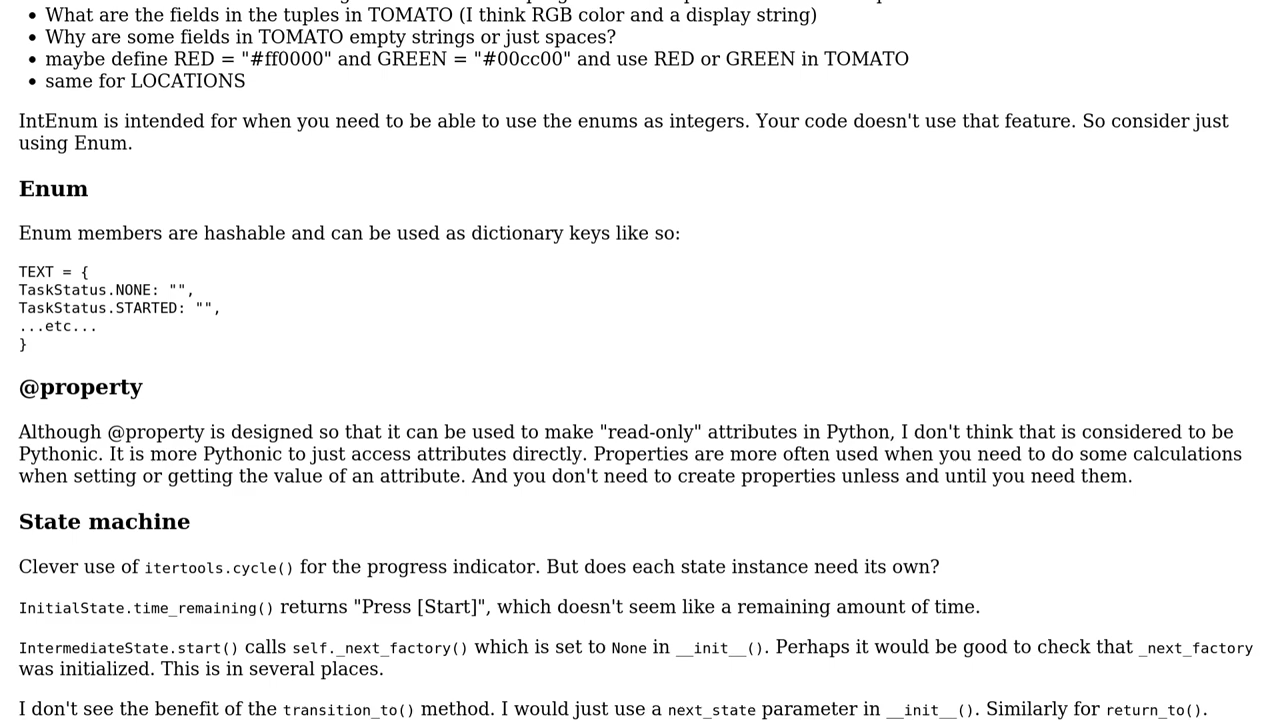 What are the fields in the tuples in TOMATO (I think RGB color and a display string)
Why are some fields in TOMATO empty strings or just spaces?
maybe define RED = "#ff0000" and GREEN = "#00cc00" and use RED or GREEN in TOMATO
same for LOCATIONS
IntEnum is intended for when you need to be able to use the enums as integers. Your code doesn't use that feature. So consider just
using Enum.
Enum
Enum members are hashable and can be used as dictionary keys like so:
TEXT = {
TaskStatus.NONE: "",
TaskStatus.STARTED: "",
...etc...
}
@property
Although @property is designed so that it can be used to make "read-only" attributes in Python, I don't think that is considered to be
Pythonic. It is more Pythonic to just access attributes directly. Properties are more often used when you need to do some calculations
when setting or getting the value of an attribute. And you don't need to create properties unless and until you need them.
State machine
Clever use of itertools.cycle() for the progress indicator. But does each state instance need its own?
InitialState.time_remaining() returns "Press [Start]", which doesn't seem like a remaining amount of time.
IntermediateState.start() calls self._next_factory() which is set to None in __init__(). Perhaps it would be good to check that _next_factory
was initialized. This is in several places.
I don't see the benefit of the transition_to() method. I would just use a next_state parameter in __init__(). Similarly for return_to().